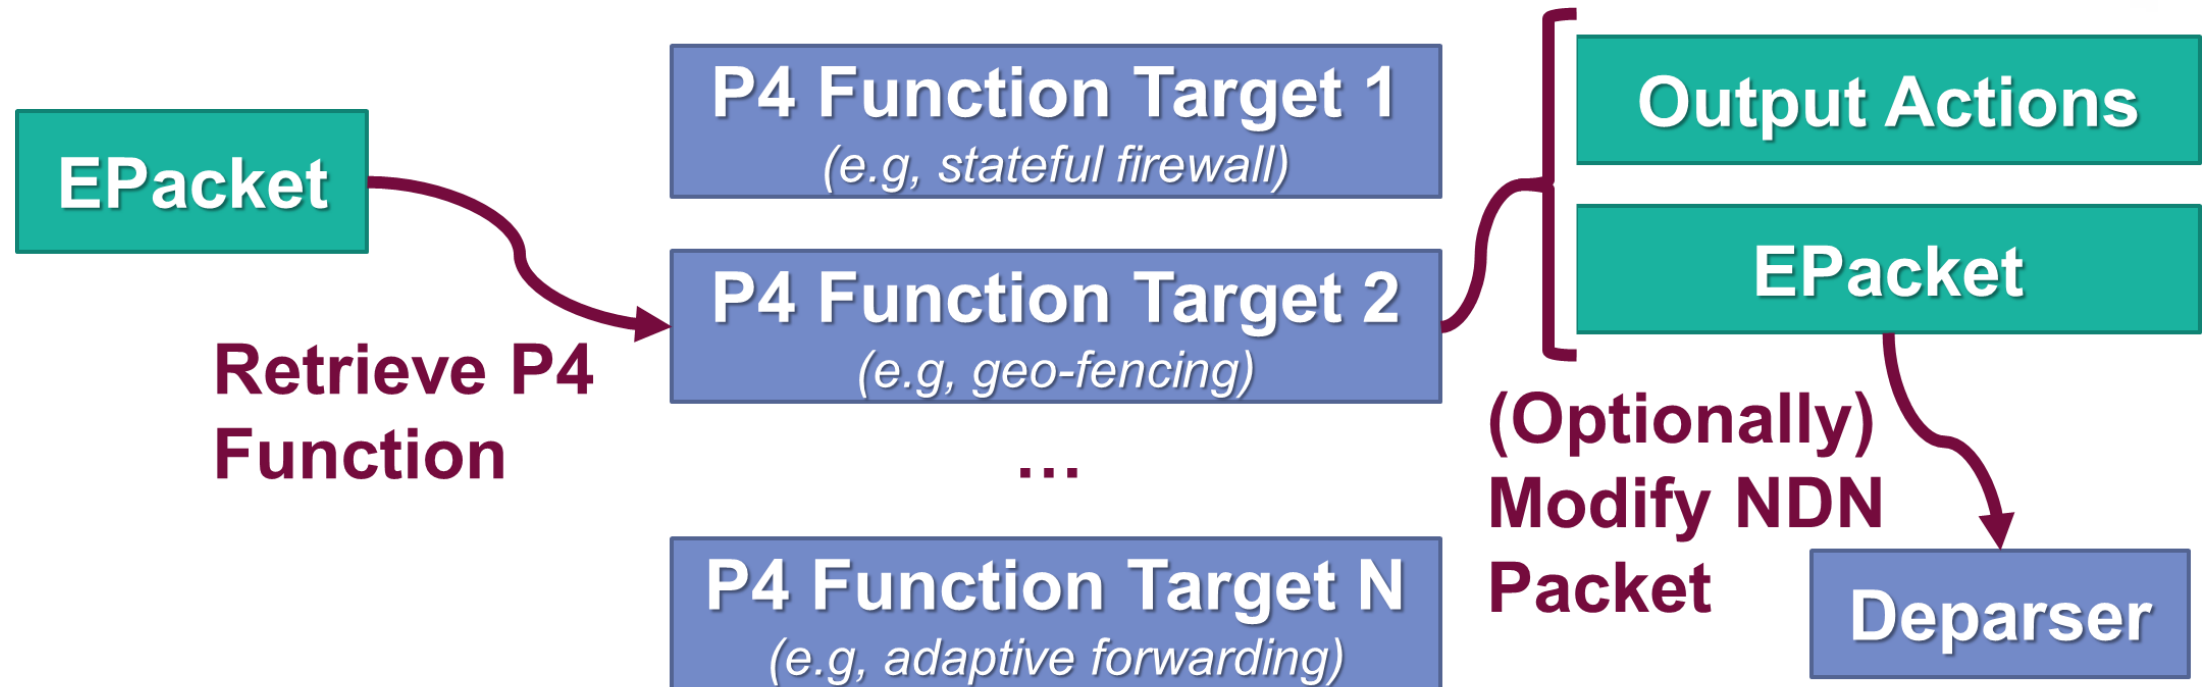 EPacket
Retrieve P4
Function
P4 Function Target 1
(e.g, stateful firewall)
P4 Function Target 2
(e.g, geo-fencing)
...
P4 Function Target N
(e.g, adaptive forwarding)
Output Actions
EPacket
(Optionally)
Modify NDN
Packet
Deparser